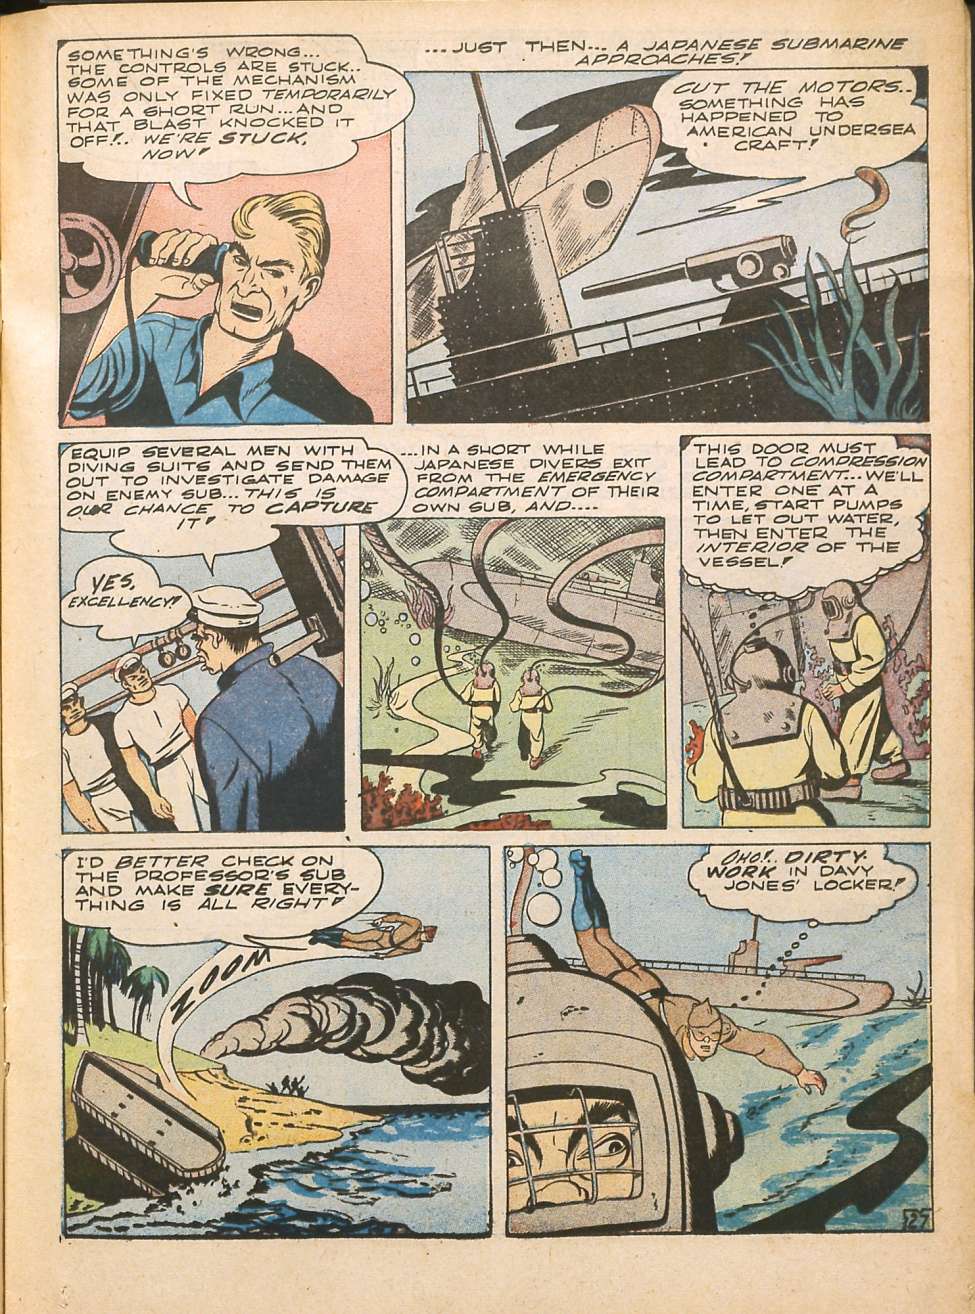 SOMETHING'S WRONG...
THE CONTROLS ARE STUCK..
SOME OF THE MECHANISM
WAS ONLY FIXED TEMPORARILY
FOR A SHORT RUN...AND
THAT BLAST KNOCKED IT
OFF!.. WE'RE STUCK,
NOW!
...JUST THEN... A JAPANESE SUBMARINE
APPROACHES!
CUT THE MOTORS..
SOMETHING HAS
HAPPENED TO
AMERICAN UNDERSEA
CRAFT!
EQUIP SEVERAL MEN WITH
DIVING SUITS AND SEND THEM
OUT TO INVESTIGATE DAMAGE
ON ENEMY SUB...THIS IS
OUR CHANCE TO CAPTURE
IT!
YES,
EXCELLENCY!
...IN A SHORT WHILE
JAPANESE DIVERS EXIT
FROM THE EMERGENCY
COMPARTMENT OF THEIR
OWN SUB, AND....
THIS DOOR MUST
LEAD TO COMPRESSION
COMPARTMENT...WE'LL
ENTER ONE AT A
TIME, START PUMPS
TO LET OUT WATER,
THEN ENTER THE
INTERIOR OF THE
VESSEL!
I'D BETTER CHECK ON
THE PROFESSOR'S SUB
AND MAKE SURE EVERY-
THING IS ALL RIGHT!
ZOOM
OHO!. DIRTY-
WORK IN DAVY
JONES' LOCKER!